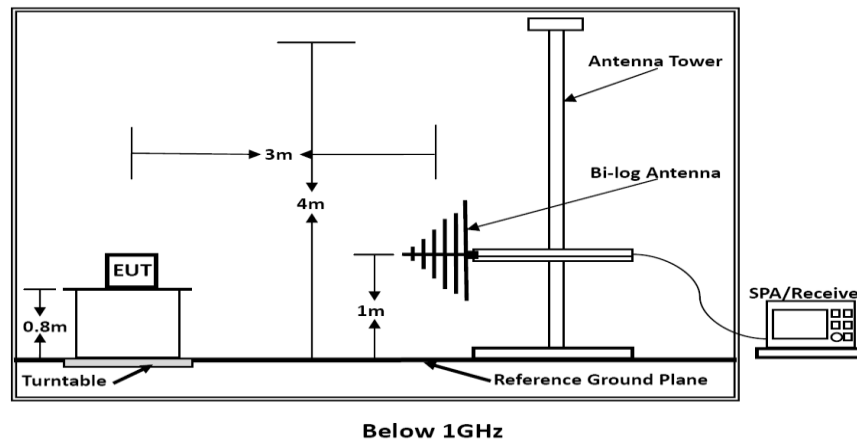 Antenna Tower
3m
Bi-log Antenna
4m
EUT
1m
0.8m
SPA/Receive
Turntable
Reference Ground Plane
Below 1GHz